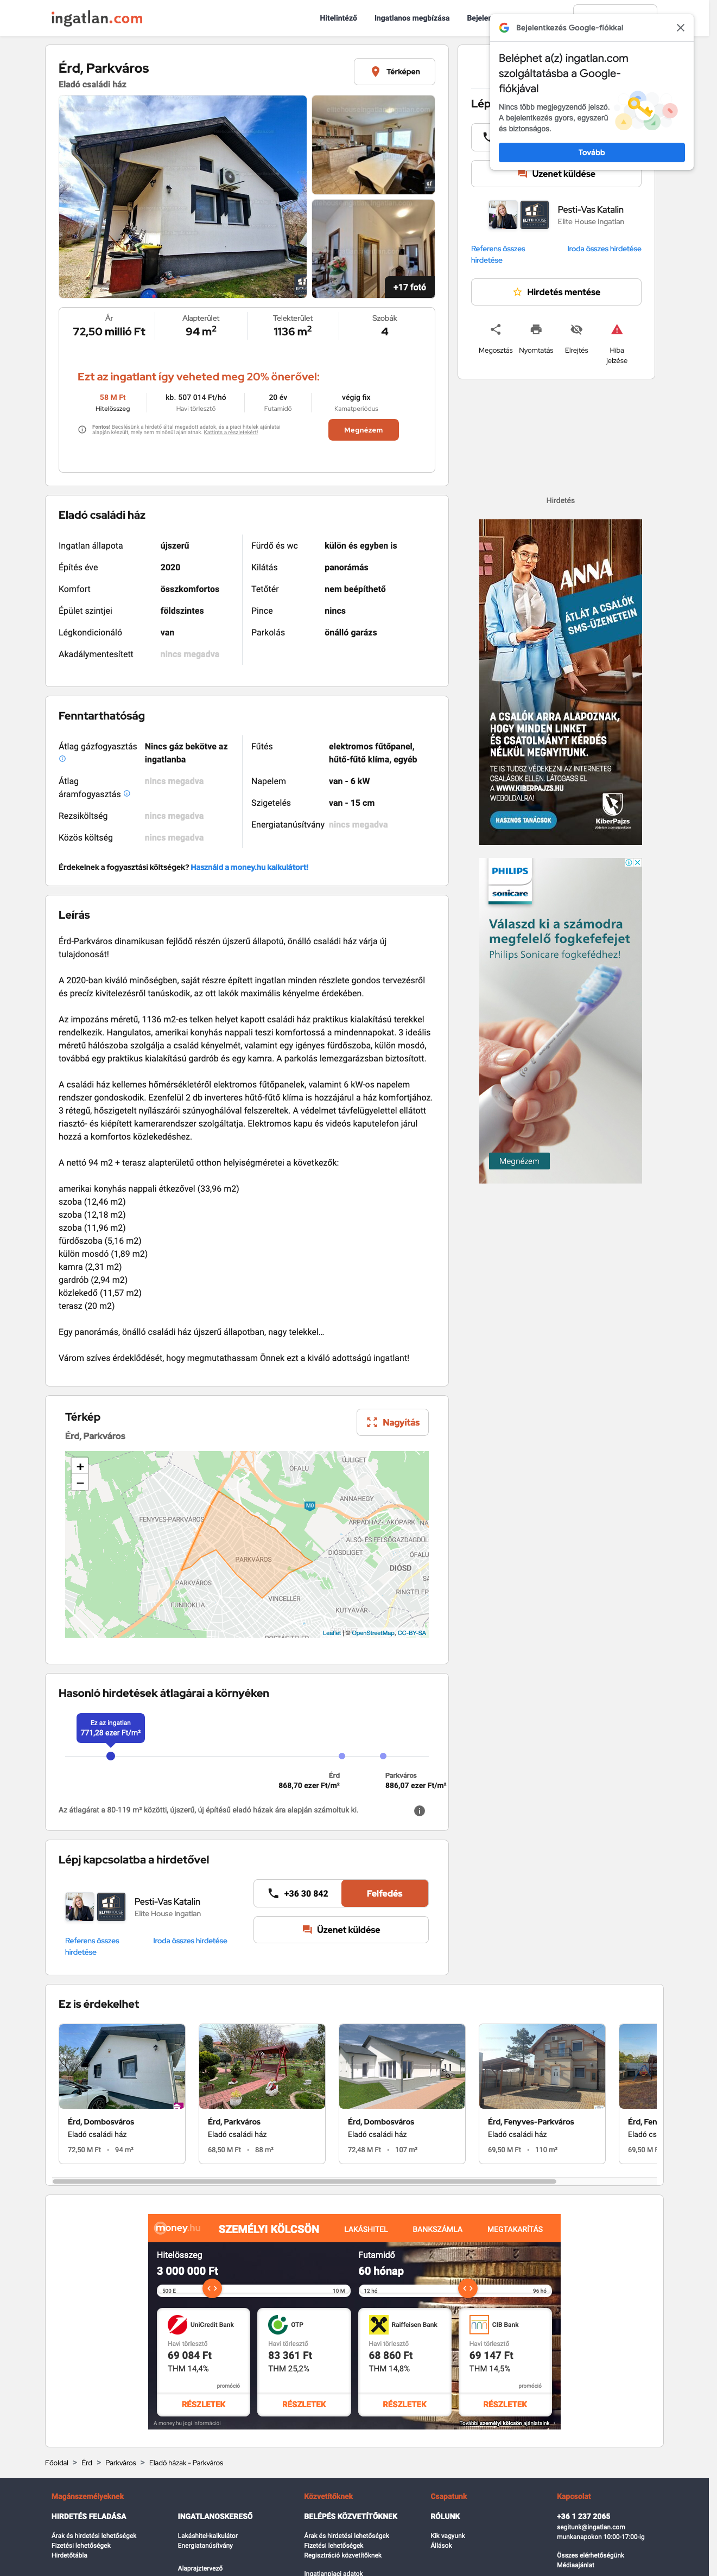 ingatlan.com
Hitelintéző
Ingatlanos megbízása
Bejelentkezés Google-fiókkal
Beléphet a(z) ingatlan.com
szolgáltatásba a Google-
fiókjával
Nincs több megjegyzendő jelszó.
A bejelentkezés gyors, egyszerű
és biztonságos.
Tovább
Érd, Parkváros
Eladó családi ház
Térképen
+17 fotó
Üzenet küldése
Pesti-Vas Katalin
Elite House Ingatlan
Referens összes
hirdetése
Iroda összes hirdetése
Hirdetés mentése
Megosztás
Nyomtatás
Elrejtés
Hiba
jelzése
Ár
72,50 millió Ft
Alapterület
94 m2
Telekterület
1136 m2
Szobák
4
Ezt az ingatlant így veheted meg 20% önerővel:
58 M Ft
Hitelösszeg
kb. 507 014 Ft/hó
Havi törlesztő
20 év
Futamidő
végig fix
Kamatperiódus
Fontos! Becslésünk a hirdető által megadott adatok, és a piaci hitelek ajánlatai
alapján készült, mely nem minősül ajánlatnak. Kattints a részletekért!
Megnézem
Eladó családi ház
Ingatlan állapota újszerű
Építés éve 2020
Komfort összkomfortos
Épület szintjei földszintes
Légkondicionáló van
Akadálymentesített nincs megadva
Fürdő és wc külön és egyben is
Kilátás panorámás
Tetőtér nem beépíthető
Pince nincs
Parkolás önálló garázs
Fenntarthatóság
Átlag gázfogyasztás Nincs gáz bekötve az
ingatlanba
Átlag nincs megadva
áramfogyasztás
Rezsiköltség nincs megadva
Közös költség nincs megadva
Fűtés elektromos fűtőpanel,
hűtő-fűtő klíma, egyéb
Napelem van - 6 kW
Szigetelés van - 15 cm
Energiatanúsítvány nincs megadva
Érdekelnek a fogyasztási költségek? Használd a money.hu kalkulátort!
Hirdetés
ANNA
ÁTLÁT A CSALÓK
SMS-ÜZENETEIN
A CSALÓK ARRA ALAPOZNAK,
HOGY MINDEN LINKET
ÉS CSATOLMÁNYT KÉRDÉS
NÉLKÜL MEGNYITUNK.
TE IS TUDSZ VÉDEKEZNI AZ INTERNETES
CSALÁSOK ELLEN. LÁTOGASS EL
A WWW.KIBERPAJZS.HU
WEBOLDALRA!
HASZNOS TANÁCSOK
KiberPajzs
PHILIPS
sonicare
Válaszd ki a számodra
megfelelő fogkefefejet
Philips Sonicare fogkefédhez!
Megnézem
Leírás
Érd-Parkváros dinamikusan fejlődő részén újszerű állapotú, önálló családi ház várja új
tulajdonosát!
A 2020-ban kiváló minőségben, saját részre épített ingatlan minden részlete gondos tervezésről
és precíz kivitelezésről tanúskodik, az ott lakók maximális kényelme érdekében.
Az impozáns méretű, 1136 m2-es telken helyet kapott családi ház praktikus kialakítású terekkel
rendelkezik. Hangulatos, amerikai konyhás nappali teszi komfortossá a mindennapokat. 3 ideális
méretű hálószoba szolgálja a család kényelmét, valamint egy igényes fürdőszoba, külön mosdó,
továbbá egy praktikus kialakítású gardrób és egy kamra. A parkolás lemezgarázsban biztosított.
A családi ház kellemes hőmérsékletéről elektromos fűtőpanelek, valamint 6 kW-os napelem
rendszer gondoskodik. Ezenfelül 2 db inverteres hűtő-fűtő klíma is hozzájárul a ház komfortjához.
3 rétegű, hőszigetelt nyílászárói szúnyoghálóval felszereltek. A védelmet távfelügyelettel ellátott
riasztó- és kiépített kamerarendszer szolgáltatja. Elektromos kapu és videós kaputelefon járul
hozzá a komfortos közlekedéshez.
A nettó 94 m2 + terasz alapterületű otthon helyiségméretei a következők:
amerikai konyhás nappali étkezővel (33,96 m2)
szoba (12,46 m2)
szoba (12,18 m2)
szoba (11,96 m2)
fürdőszoba (5,16 m2)
külön mosdó (1,89 m2)
kamra (2,31 m2)
gardrób (2,94 m2)
közlekedő (11,57 m2)
terasz (20 m2)
Egy panorámás, önálló családi ház újszerű állapotban, nagy telekkel…
Várom szíves érdeklődését, hogy megmutathassam Önnek ezt a kiváló adottságú ingatlant!
Térkép
Érd, Parkváros
Nagyítás
+
−
ÓFALU
ÚJLIGET
M0
ANNAHEGY
FENYVES-PARKVÁROS
ÁRPÁDHÁZ-LAKÓPARK
NA
ALSÓ- ÉS FELSŐGAZDAGDŰL
DIÓSDLIGET
ÓFALU
PARKVÁROS
DIÓSD
PARKVÁROS
SA
RINGTELEP
VINCELLÉR
FUNDOKLIA
KUTYAVÁR
POSTÁS-TELEP
Leaflet | © OpenStreetMap, CC-BY-SA
Hasonló hirdetések átlagárai a környéken
Ez az ingatlan
771,28 ezer Ft/m²
Érd
868,70 ezer Ft/m²
Parkváros
886,07 ezer Ft/m²
Az átlagárat a 80-119 m² közötti, újszerű, új építésű eladó házak ára alapján számoltuk ki.
Lépj kapcsolatba a hirdetővel
Pesti-Vas Katalin
Elite House Ingatlan
Referens összes
hirdetése
Iroda összes hirdetése
+36 30 842
Felfedés
Üzenet küldése
Ez is érdekelhet
Érd, Dombosváros
Eladó családi ház
72,50 M Ft • 94 m²
Érd, Parkváros
Eladó családi ház
68,50 M Ft • 88 m²
Érd, Dombosváros
Eladó családi ház
72,48 M Ft • 107 m²
Érd, Fenyves-Parkváros
Eladó családi ház
69,50 M Ft • 110 m²
Érd, Fen
Eladó cs
69,50 M F
money.hu
SZEMÉLYI KÖLCSÖN
LAKÁSHITEL
BANKSZÁMLA
MEGTAKARÍTÁS
Hitelösszeg
3 000 000 Ft
500 E
10 M
Futamidő
60 hónap
12 hó
96 hó
UniCredit Bank
Havi törlesztő
69 084 Ft
THM 14,4%
promóció
RÉSZLETEK
OTP
Havi törlesztő
83 361 Ft
THM 25,2%
RÉSZLETEK
Raiffeisen Bank
Havi törlesztő
68 860 Ft
THM 14,8%
RÉSZLETEK
CIB Bank
Havi törlesztő
69 147 Ft
THM 14,5%
promóció
RÉSZLETEK
A money.hu jogi információi
További személyi kölcsön ajánlataink...
Főoldal > Érd > Parkváros > Eladó házak - Parkváros
Magánszemélyeknek
HIRDETÉS FELADÁSA
Árak és hirdetési lehetőségek
Fizetési lehetőségek
Hirdetőtábla
INGATLANOSKERESŐ
Lakáshitel-kalkulátor
Energiatanúsítvány
Alaprajztervező
Közvetítőknek
BELÉPÉS KÖZVETÍTŐKNEK
Árak és hirdetési lehetőségek
Fizetési lehetőségek
Regisztráció közvetítőknek
Ingatlanpiaci adatok
Csapatunk
RÓLUNK
Kik vagyunk
Állások
Kapcsolat
+36 1 237 2065
segitunk@ingatlan.com
munkanapokon 10:00-17:00-ig
Összes elérhetőségünk
Médiaajánlat